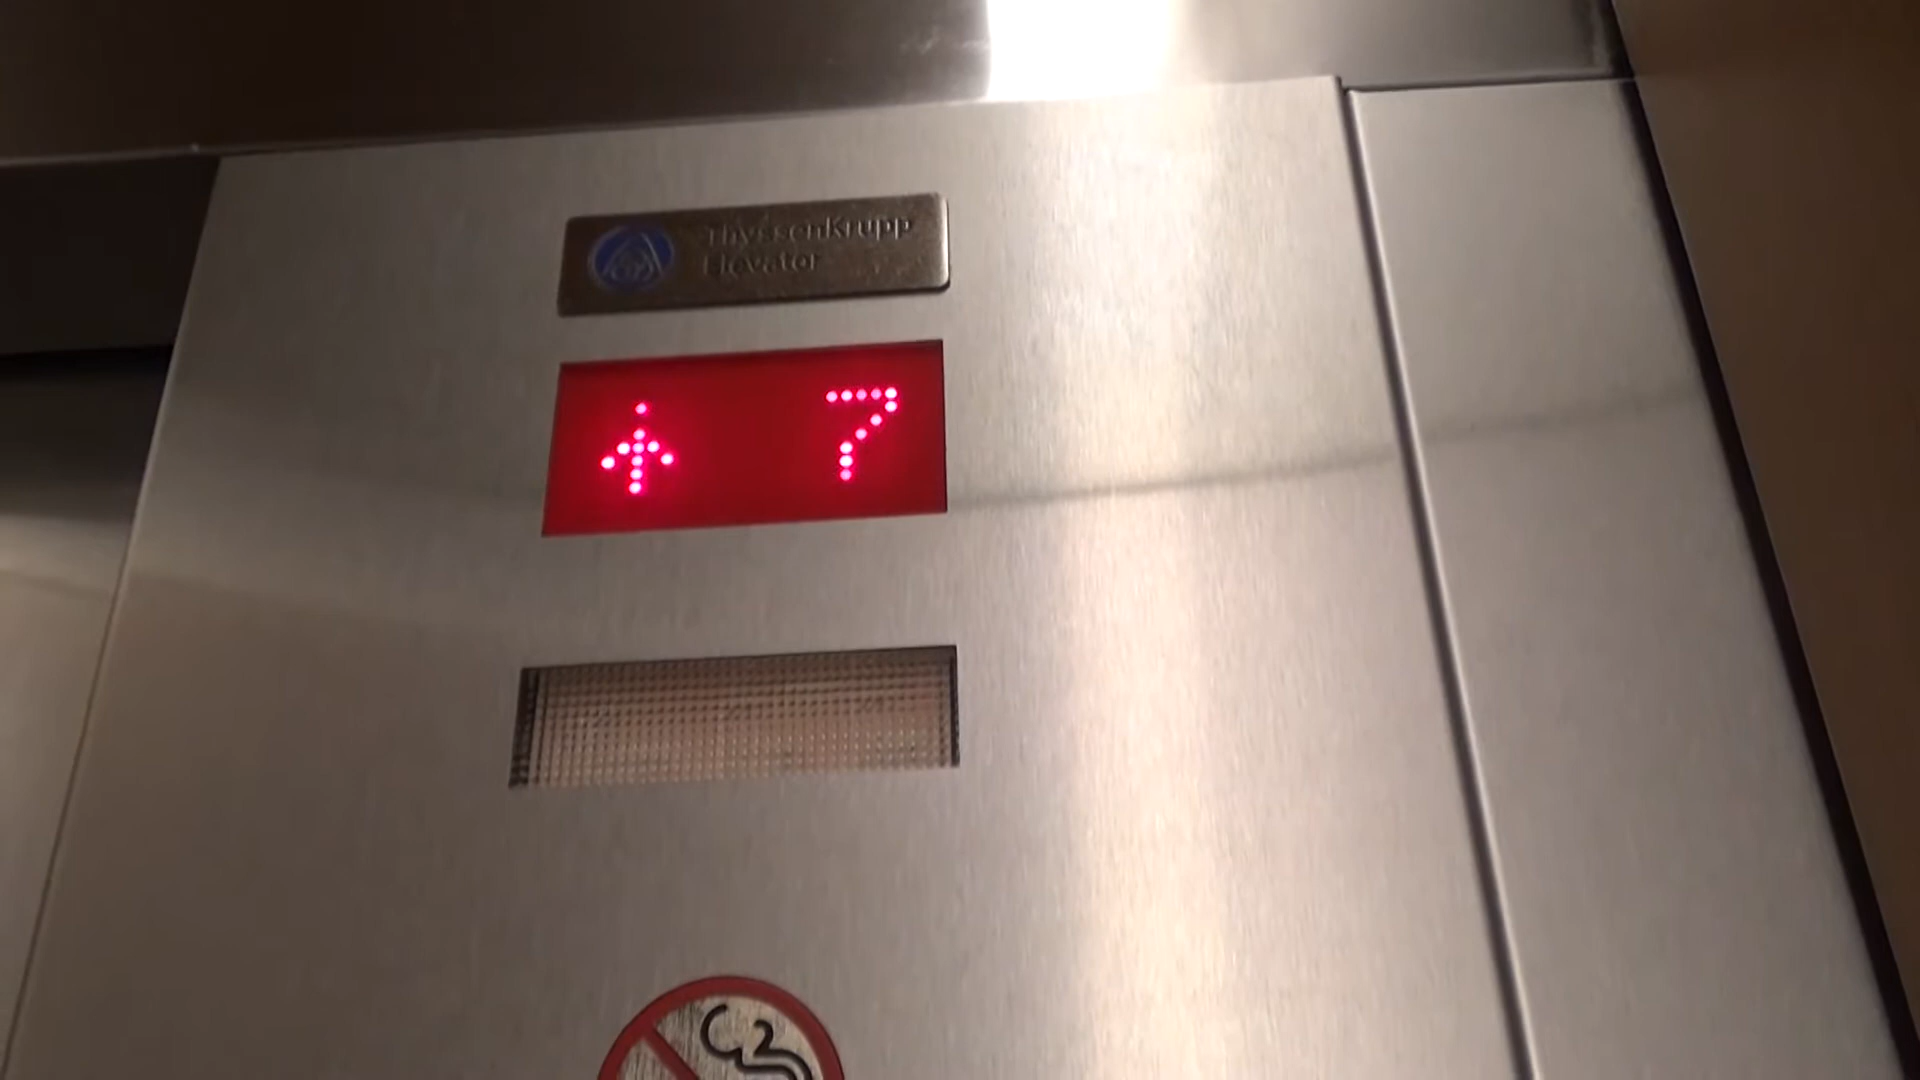 ThyssenKrupp
Elevator
↑ 7